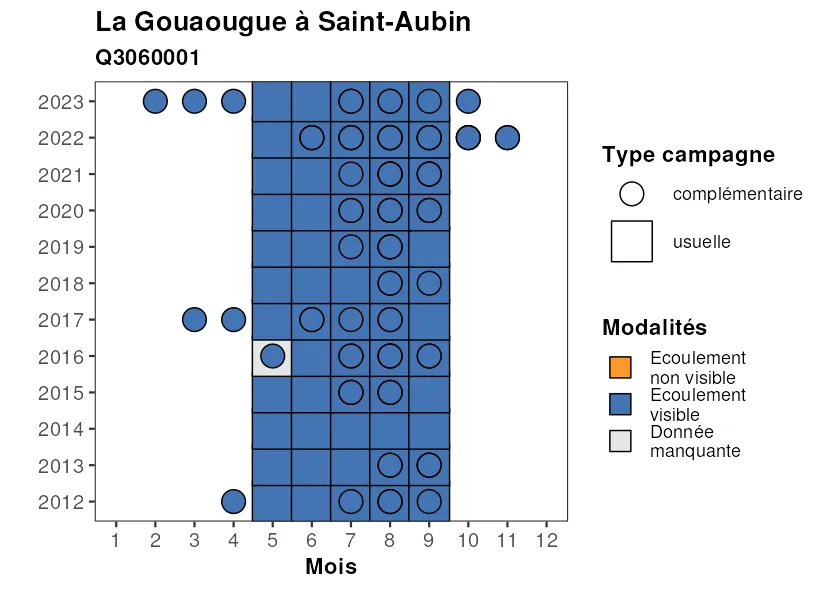 La Gouaougue à Saint-Aubin
Q3060001
2023
2022
2021
2020
2019
2018
2017
2016
2015
2014
2013
2012
1 2 3 4 5 6 7 8 9 10 11 12
Mois
Type campagne
complémentaire
usuelle
Modalités
Ecoulement
non visible
Ecoulement
visible
Donnée
manquante